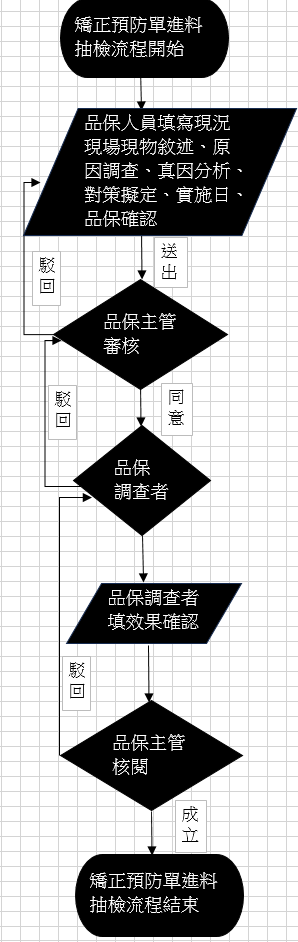 矯正預防單進料
抽檢流程開始
品保人員填寫現況
現場現物敘述、原
因調查、真因分析、
對策擬定、實施日、
品保確認
送
出
駁
回
品保主管
審核
同
意
駁
回
品保
調查者
品保調查者
填效果確認
駁
回
品保主管
核閱
成
立
矯正預防單進料
抽檢流程結束